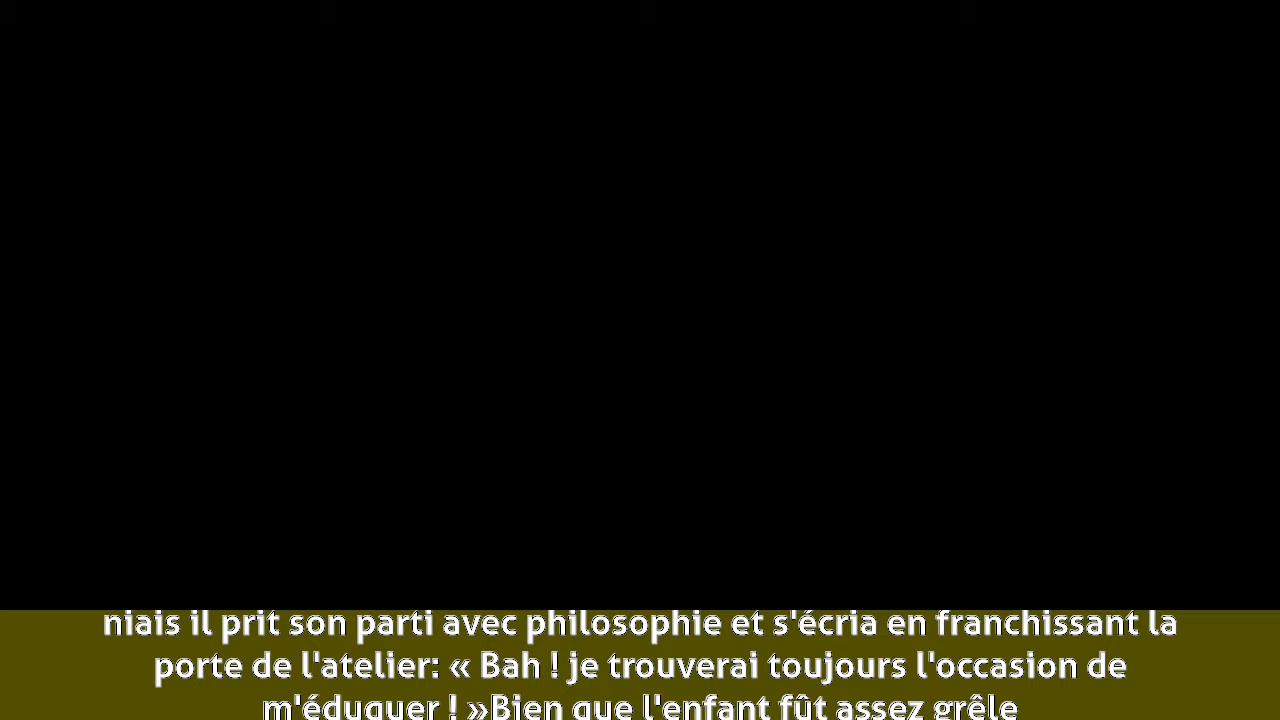 niais il prit son parti avec philosophie et s'écria en franchissant la
porte de l'atelier: « Bah ! je trouverai toujours l'occasion de
m'éduquer ! »Bien que l'enfant fût assez grêle